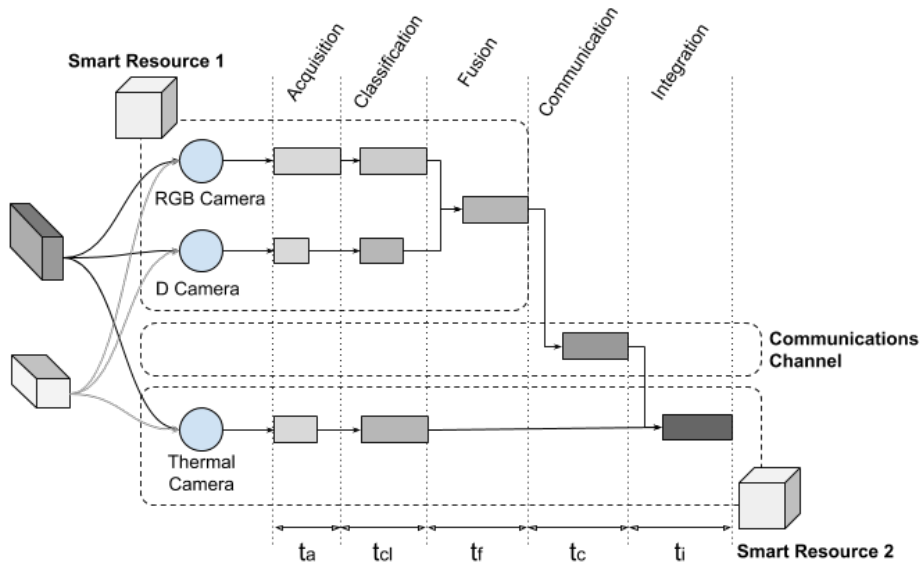 Smart Resource 1
Acquisition
Classification
Fusion
Communication
Integration
RGB Camera
D Camera
Communications
Channel
Thermal
Camera
ta
tcl
tf
tc
ti
Smart Resource 2